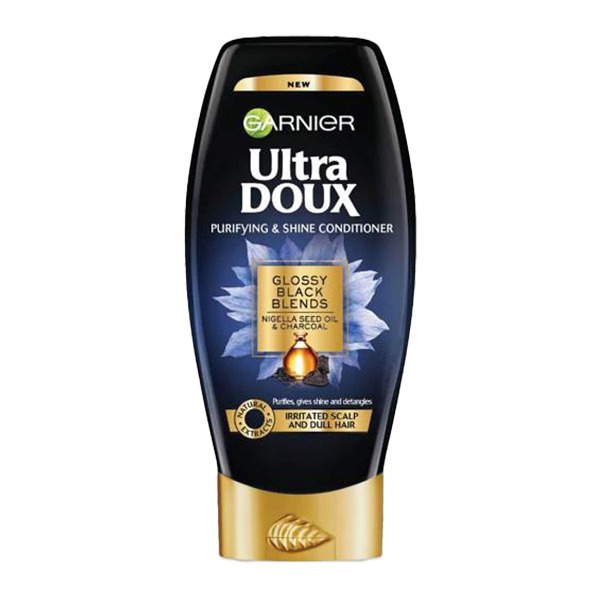 NEW
GARNIER
Ultra
DOUX
PURIFYING & SHINE CONDITIONER
GLOSSY
BLACK
BLENDS
NIGELLA SEED OIL
& CHARCOAL
Purifies, gives shine and detangles
NATURAL
EXTRACTS
IRRITATED SCALP
AND DULL HAIR